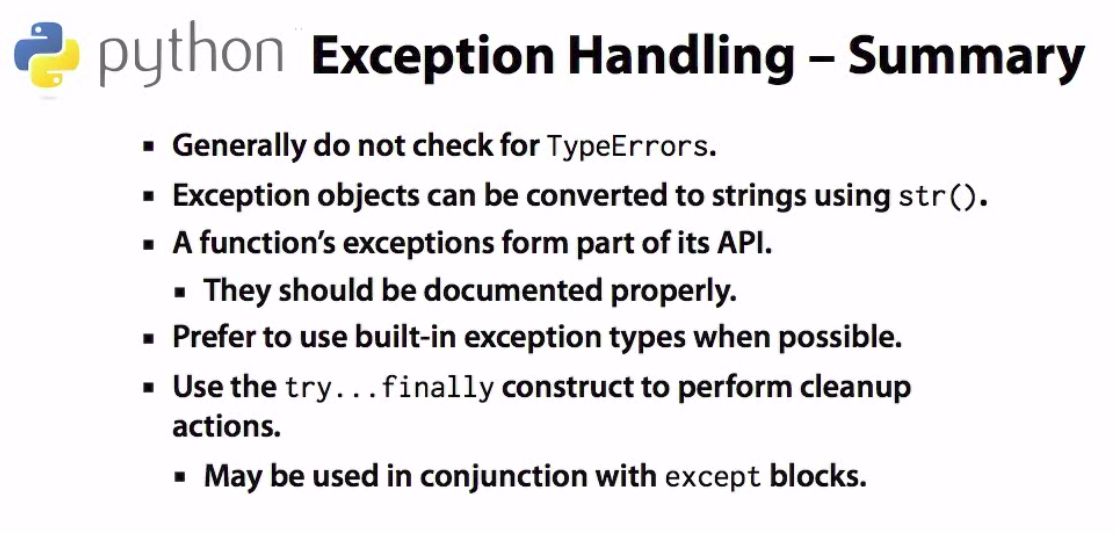 python Exception Handling – Summary
▪ Generally do not check for TypeErrors.
▪ Exception objects can be converted to strings using str().
▪ A function’s exceptions form part of its API.
▪ They should be documented properly.
▪ Prefer to use built-in exception types when possible.
▪ Use the try...finally construct to perform cleanup
actions.
▪ May be used in conjunction with except blocks.